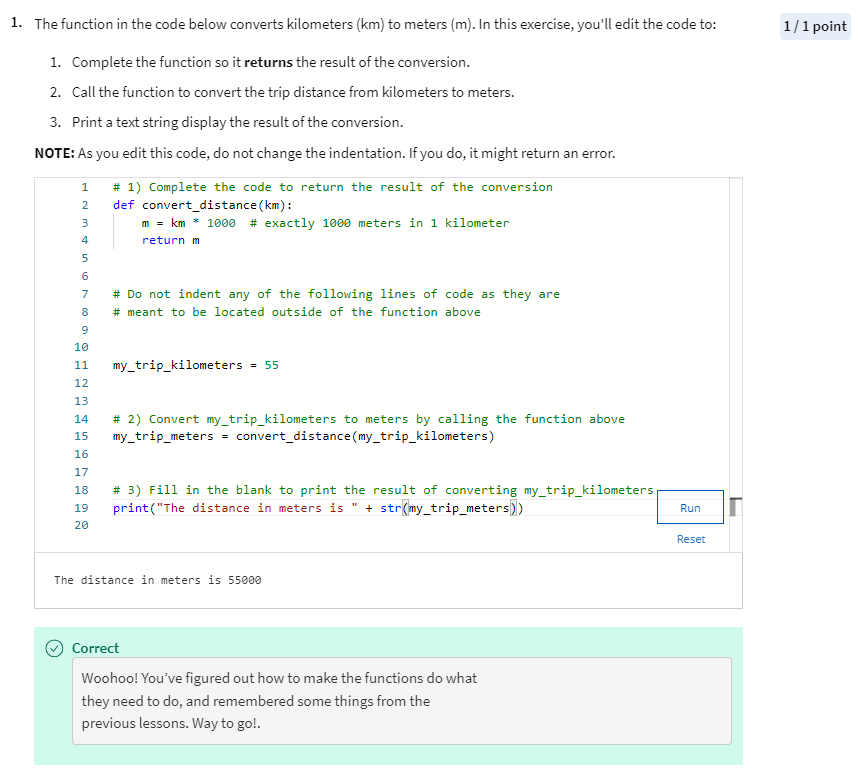 1. The function in the code below converts kilometers (km) to meters (m). In this exercise, you'll edit the code to:
1 / 1 point
1. Complete the function so it returns the result of the conversion.
2. Call the function to convert the trip distance from kilometers to meters.
3. Print a text string display the result of the conversion.
NOTE: As you edit this code, do not change the indentation. If you do, it might return an error.
1 # 1) Complete the code to return the result of the conversion
2 def convert_distance(km):
3     m = km * 1000  # exactly 1000 meters in 1 kilometer
4     return m
5
6
7 # Do not indent any of the following lines of code as they are
8 # meant to be located outside of the function above
9
10
11 my_trip_kilometers = 55
12
13
14 # 2) Convert my_trip_kilometers to meters by calling the function above
15 my_trip_meters = convert_distance(my_trip_kilometers)
16
17
18 # 3) Fill in the blank to print the result of converting my_trip_kilometers
19 print("The distance in meters is " + str(my_trip_meters))
20
Run
Reset
The distance in meters is 55000
Correct
Woohoo! You've figured out how to make the functions do what
they need to do, and remembered some things from the
previous lessons. Way to go!.